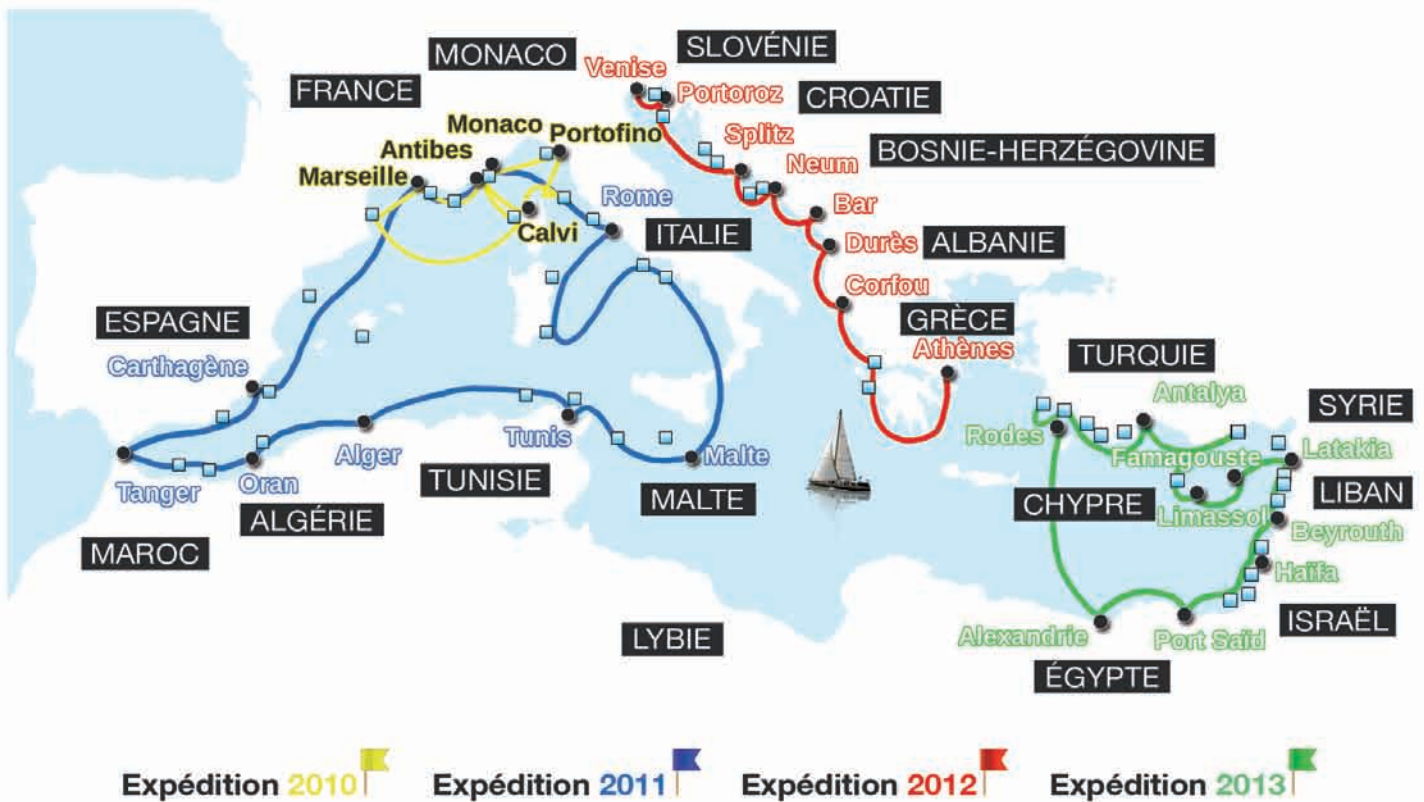 SLOVÉNIE
MONACO
Venise
FRANCE
Portoroz
CROATIE
Monaco
Portofino
Splitz
BOSNIE-HERZÉGOVINE
Antibes
Neum
Marseille
Rome
Bar
Calvi
ITALIE
Durès
ALBANIE
Corfou
ESPAGNE
GRÈCE
Athènes
TURQUIE
Carthagène
Antalya
SYRIE
Rodes
Tunis
Alger
Malte
Famagouste
Latakia
Tanger
Oran
TUNISIE
MALTE
CHYPRE
LIBAN
ALGÉRIE
Limassol
Beyrouth
MAROC
Haïfa
LYBIE
Alexandrie
Port Saïd
ISRAËL
ÉGYPTE
Expédition 2010
Expédition 2011
Expédition 2012
Expédition 2013